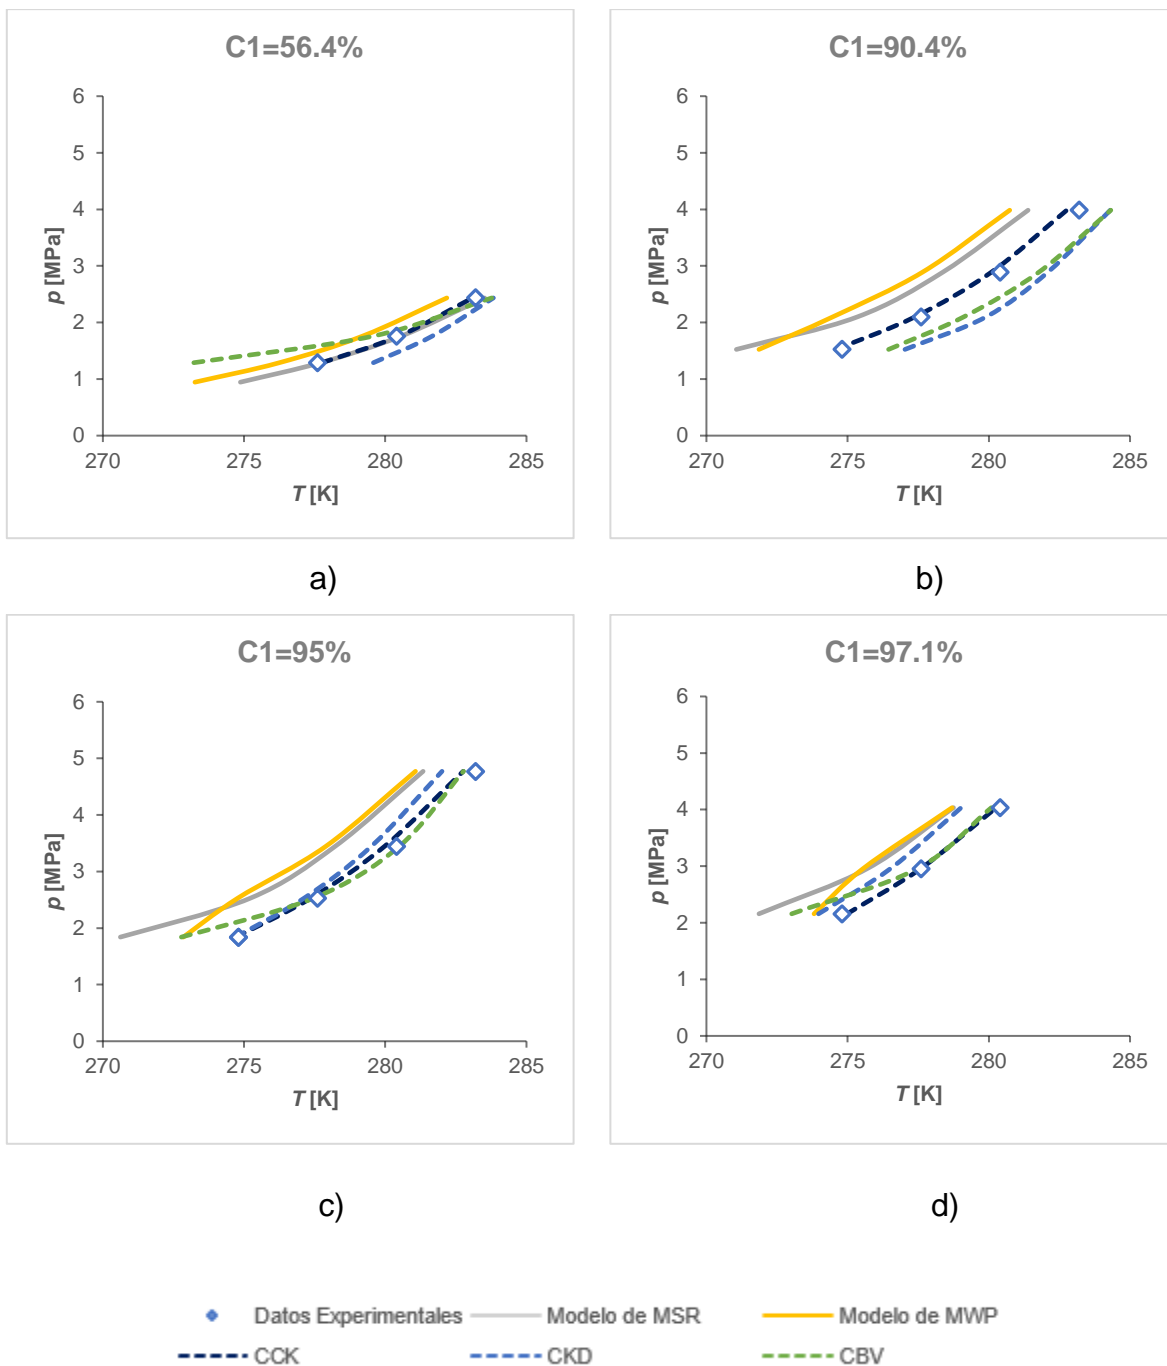 C1=56.4%
6
5
4
3
2
1
0
p [MPa]
270 275 280 285
T [K]
a)
C1=90.4%
6
5
4
3
2
1
0
p [MPa]
270 275 280 285
T [K]
b)
C1=95%
6
5
4
3
2
1
0
p [MPa]
270 275 280 285
T [K]
c)
C1=97.1%
6
5
4
3
2
1
0
p [MPa]
270 275 280 285
T [K]
d)
Datos Experimentales Modelo de MSR Modelo de MWP
CCK CKD CBV